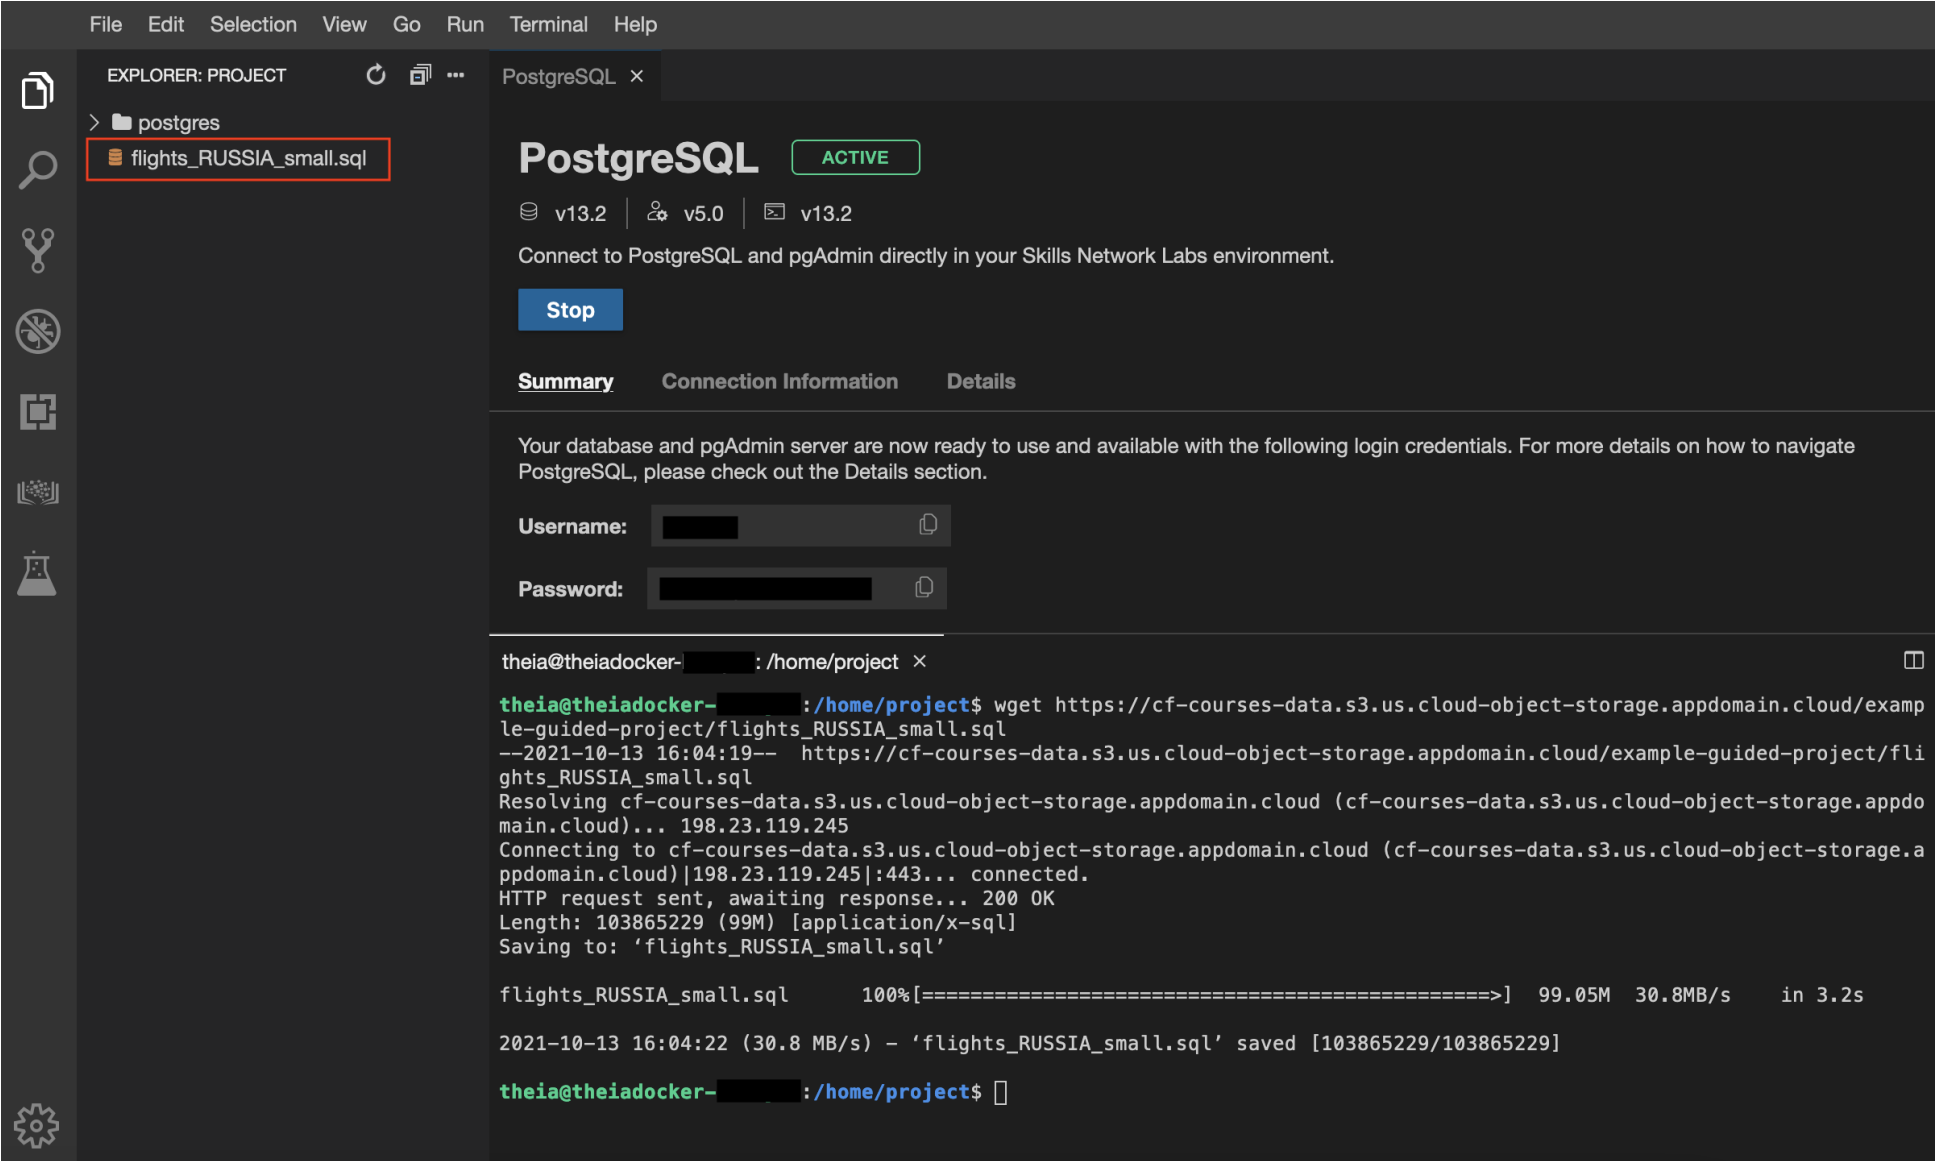 File Edit Selection View Go Run Terminal Help
EXPLORER: PROJECT
postgres
flights_RUSSIA_small.sql
PostgreSQL
PostgreSQL ACTIVE
v13.2 v5.0 v13.2
Connect to PostgreSQL and pgAdmin directly in your Skills Network Labs environment.
Stop
Summary Connection Information Details
Your database and pgAdmin server are now ready to use and available with the following login credentials. For more details on how to navigate
PostgreSQL, please check out the Details section.
Username:
Password:
theia@theiadocker- : /home/project
theia@theiadocker- :/home/project$ wget https://cf-courses-data.s3.us.cloud-object-storage.appdomain.cloud/examp
le-guided-project/flights_RUSSIA_small.sql
--2021-10-13 16:04:19--  https://cf-courses-data.s3.us.cloud-object-storage.appdomain.cloud/example-guided-project/fli
ghts_RUSSIA_small.sql
Resolving cf-courses-data.s3.us.cloud-object-storage.appdomain.cloud (cf-courses-data.s3.us.cloud-object-storage.appdo
main.cloud)... 198.23.119.245
Connecting to cf-courses-data.s3.us.cloud-object-storage.appdomain.cloud (cf-courses-data.s3.us.cloud-object-storage.a
ppdomain.cloud)|198.23.119.245|:443... connected.
HTTP request sent, awaiting response... 200 OK
Length: 103865229 (99M) [application/x-sql]
Saving to: ‘flights_RUSSIA_small.sql’
flights_RUSSIA_small.sql 100%[===============================================>] 99.05M 30.8MB/s in 3.2s
2021-10-13 16:04:22 (30.8 MB/s) - ‘flights_RUSSIA_small.sql’ saved [103865229/103865229]
theia@theiadocker- :/home/project$